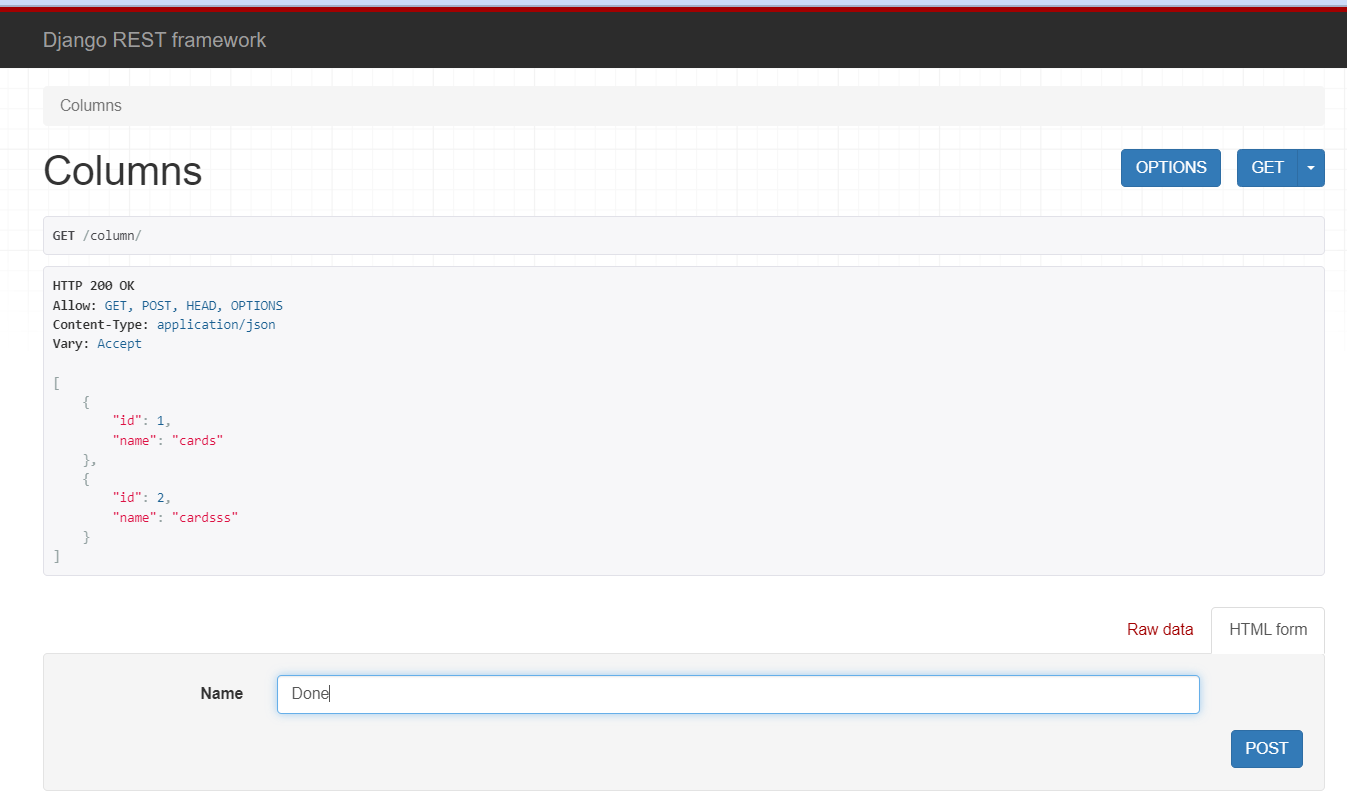 Django REST framework
Columns
Columns
OPTIONS
GET
GET /column/
HTTP 200 OK
Allow: GET, POST, HEAD, OPTIONS
Content-Type: application/json
Vary: Accept
[
    {
        "id": 1,
        "name": "cards"
    },
    {
        "id": 2,
        "name": "cardsss"
    }
]
Raw data
HTML form
Name
Done
POST